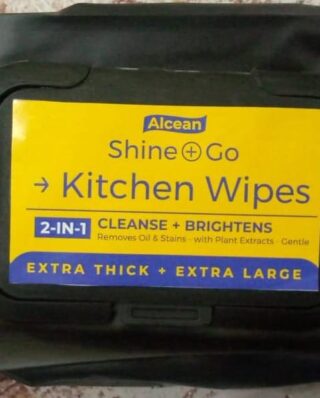 Alcean
Shine + Go
→ Kitchen Wipes
2-IN-1 CLEANSE + BRIGHTENS
Removes Oil & Stains - with Plant Extracts - Gentle
EXTRA THICK + EXTRA LARGE